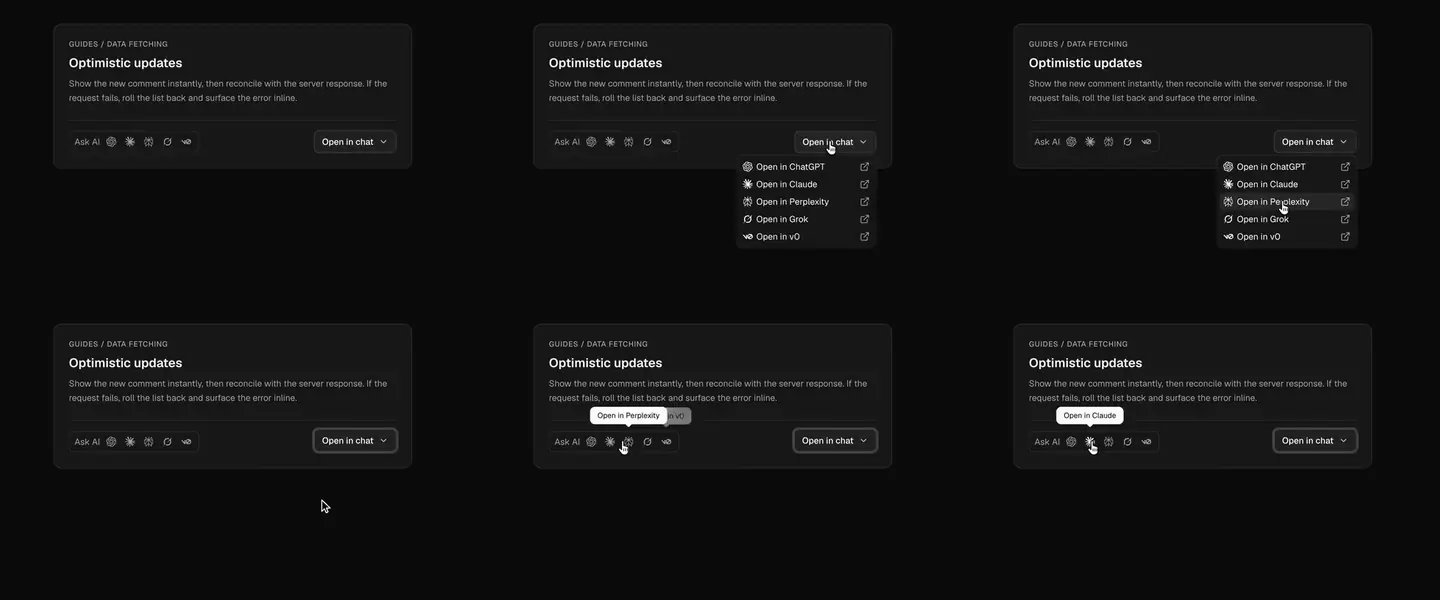 GUIDES / DATA FETCHING
Optimistic updates
Show the new comment instantly, then reconcile with the server response. If the
request fails, roll the list back and surface the error inline.
Ask AI
Open in chat
GUIDES / DATA FETCHING
Optimistic updates
Show the new comment instantly, then reconcile with the server response. If the
request fails, roll the list back and surface the error inline.
Ask AI
Open in chat
Open in ChatGPT
Open in Claude
Open in Perplexity
Open in Grok
Open in v0
GUIDES / DATA FETCHING
Optimistic updates
Show the new comment instantly, then reconcile with the server response. If the
request fails, roll the list back and surface the error inline.
Ask AI
Open in chat
Open in ChatGPT
Open in Claude
Open in Perplexity
Open in Grok
Open in v0
GUIDES / DATA FETCHING
Optimistic updates
Show the new comment instantly, then reconcile with the server response. If the
request fails, roll the list back and surface the error inline.
Ask AI
Open in chat
GUIDES / DATA FETCHING
Optimistic updates
Show the new comment instantly, then reconcile with the server response. If the
request fails, roll the list back and surface the error inline.
Open in Perplexity
in v0
Ask AI
Open in chat
GUIDES / DATA FETCHING
Optimistic updates
Show the new comment instantly, then reconcile with the server response. If the
request fails, roll the list back and surface the error inline.
Open in Claude
Ask AI
Open in chat